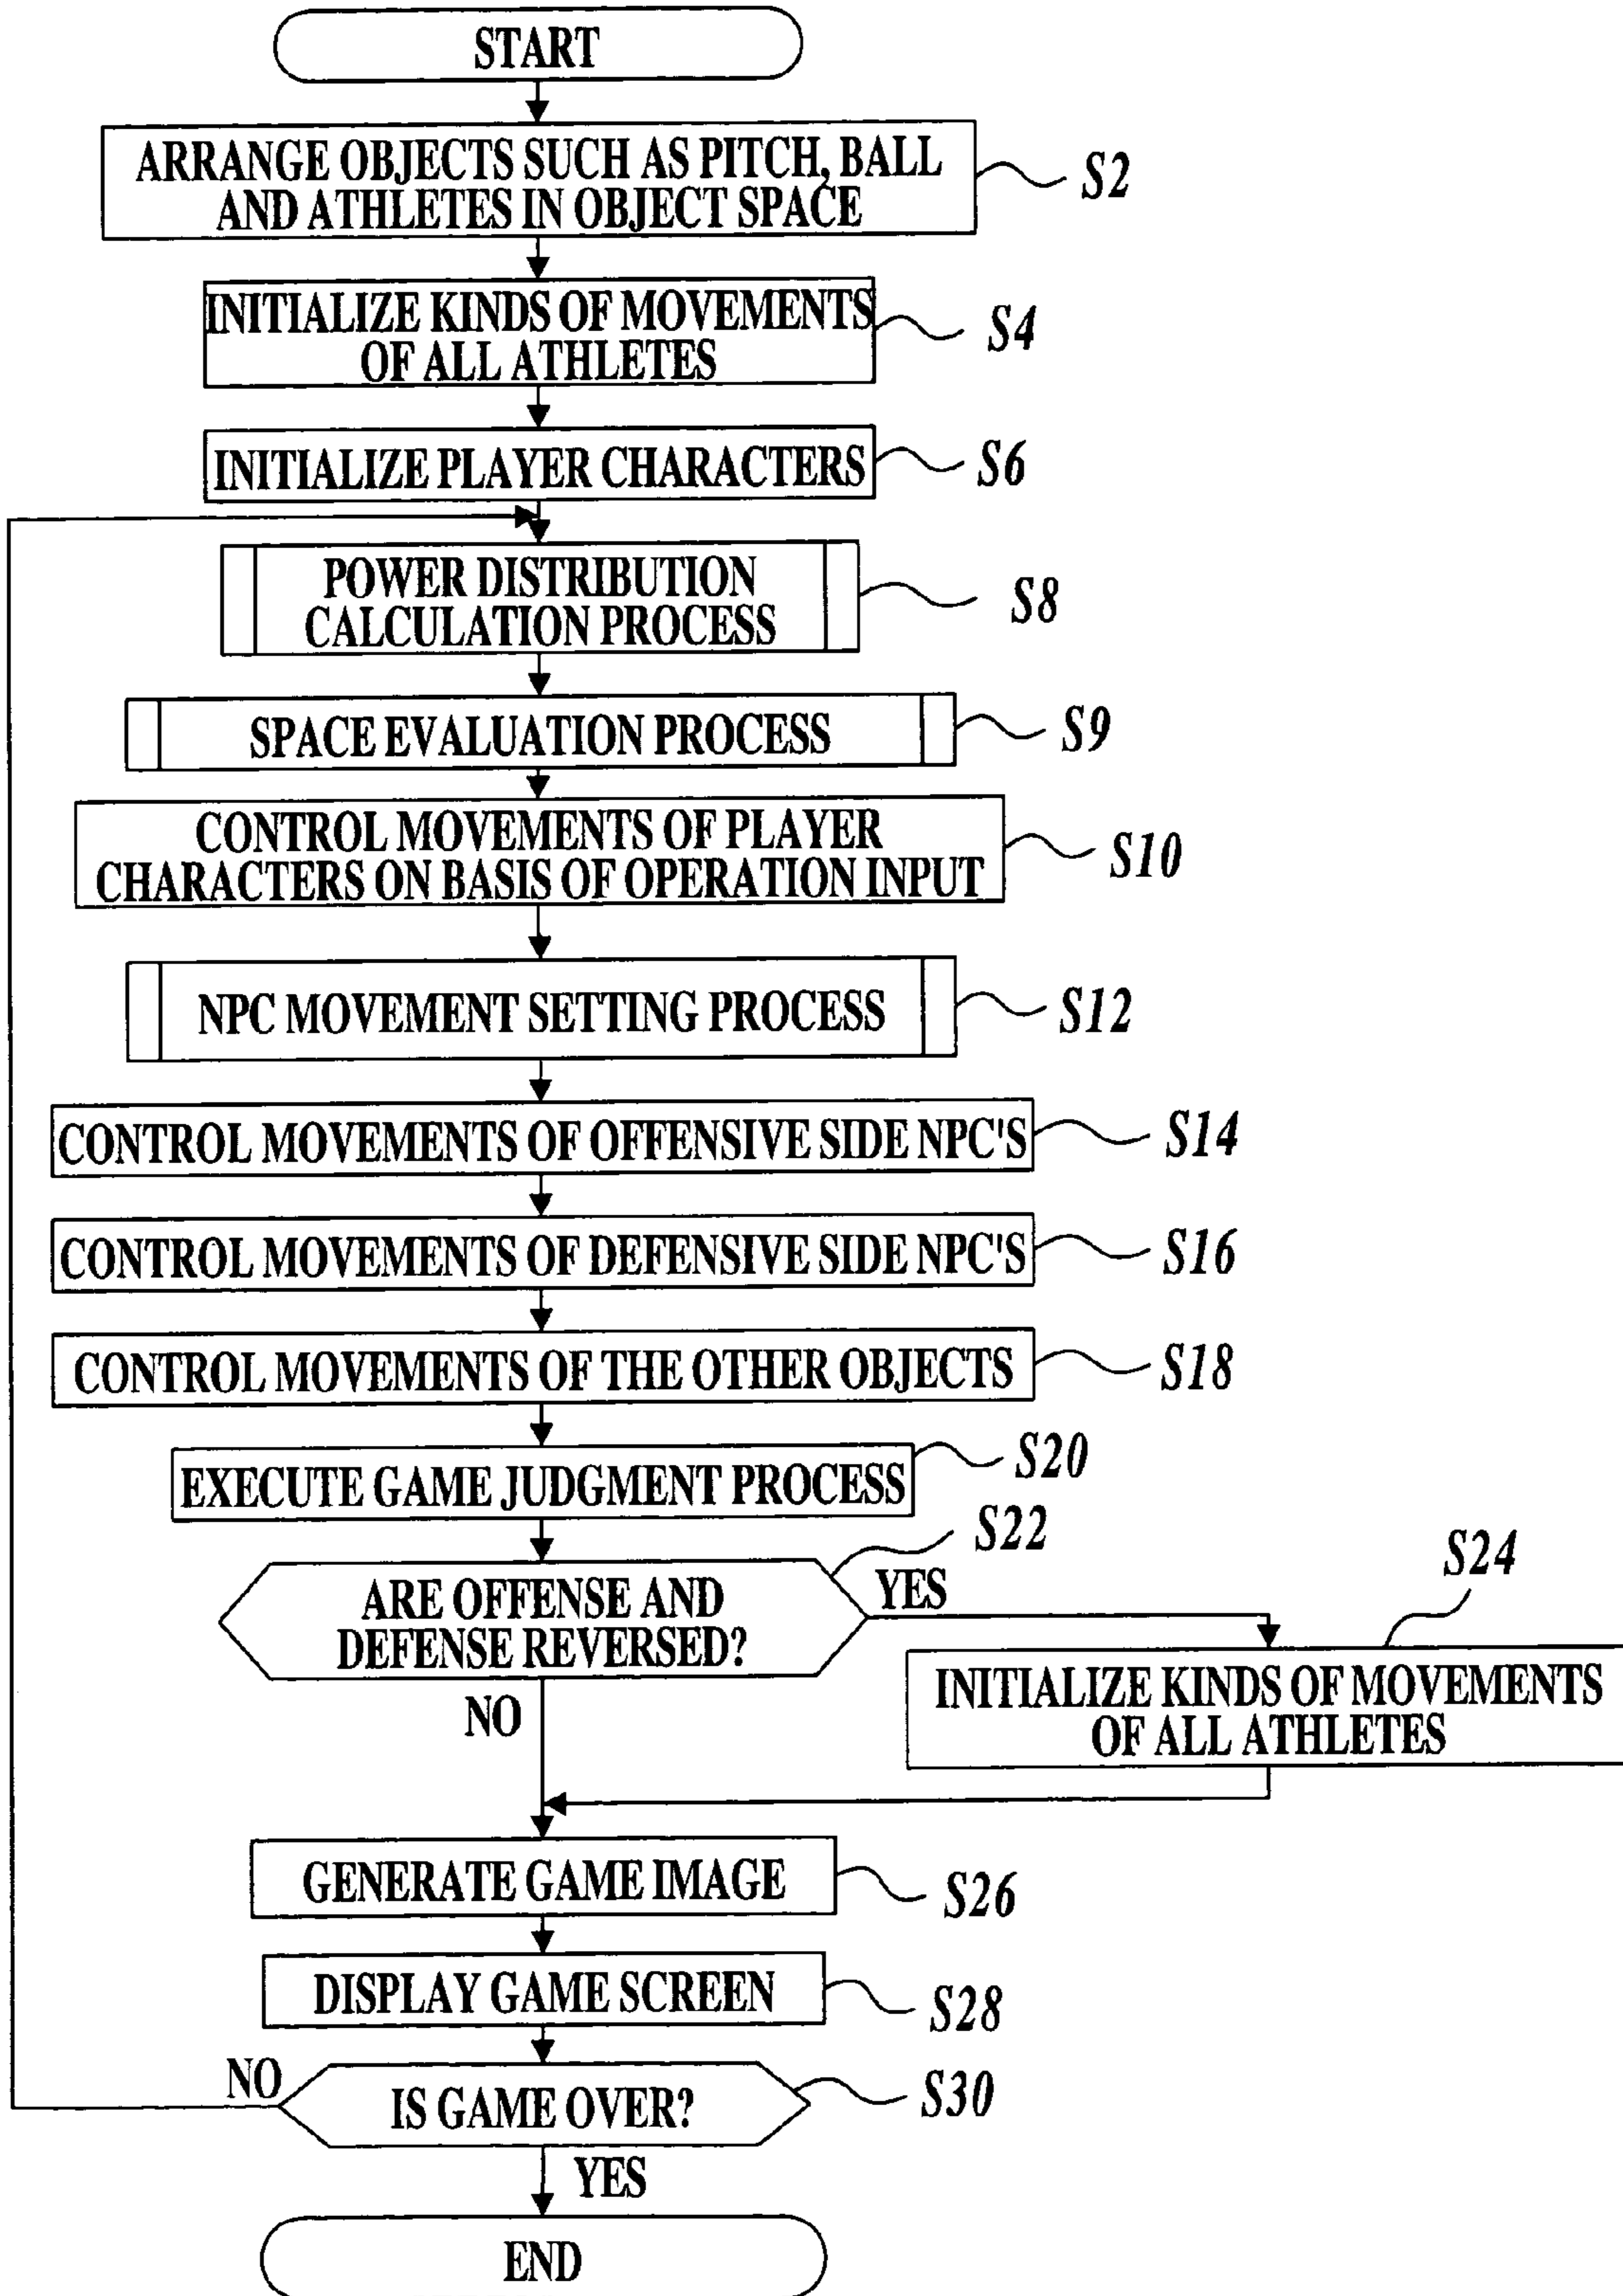 START
ARRANGE OBJECTS SUCH AS PITCH, BALL
AND ATHLETES IN OBJECT SPACE
S2
INITIALIZE KINDS OF MOVEMENTS
OF ALL ATHLETES
S4
INITIALIZE PLAYER CHARACTERS
S6
POWER DISTRIBUTION
CALCULATION PROCESS
S8
SPACE EVALUATION PROCESS
S9
CONTROL MOVEMENTS OF PLAYER
CHARACTERS ON BASIS OF OPERATION INPUT
S10
NPC MOVEMENT SETTING PROCESS
S12
CONTROL MOVEMENTS OF OFFENSIVE SIDE NPC'S
S14
CONTROL MOVEMENTS OF DEFENSIVE SIDE NPC'S
S16
CONTROL MOVEMENTS OF THE OTHER OBJECTS
S18
EXECUTE GAME JUDGMENT PROCESS
S20
ARE OFFENSE AND
DEFENSE REVERSED?
S22
YES
NO
S24
INITIALIZE KINDS OF MOVEMENTS
OF ALL ATHLETES
GENERATE GAME IMAGE
S26
DISPLAY GAME SCREEN
S28
NO
IS GAME OVER?
S30
YES
END